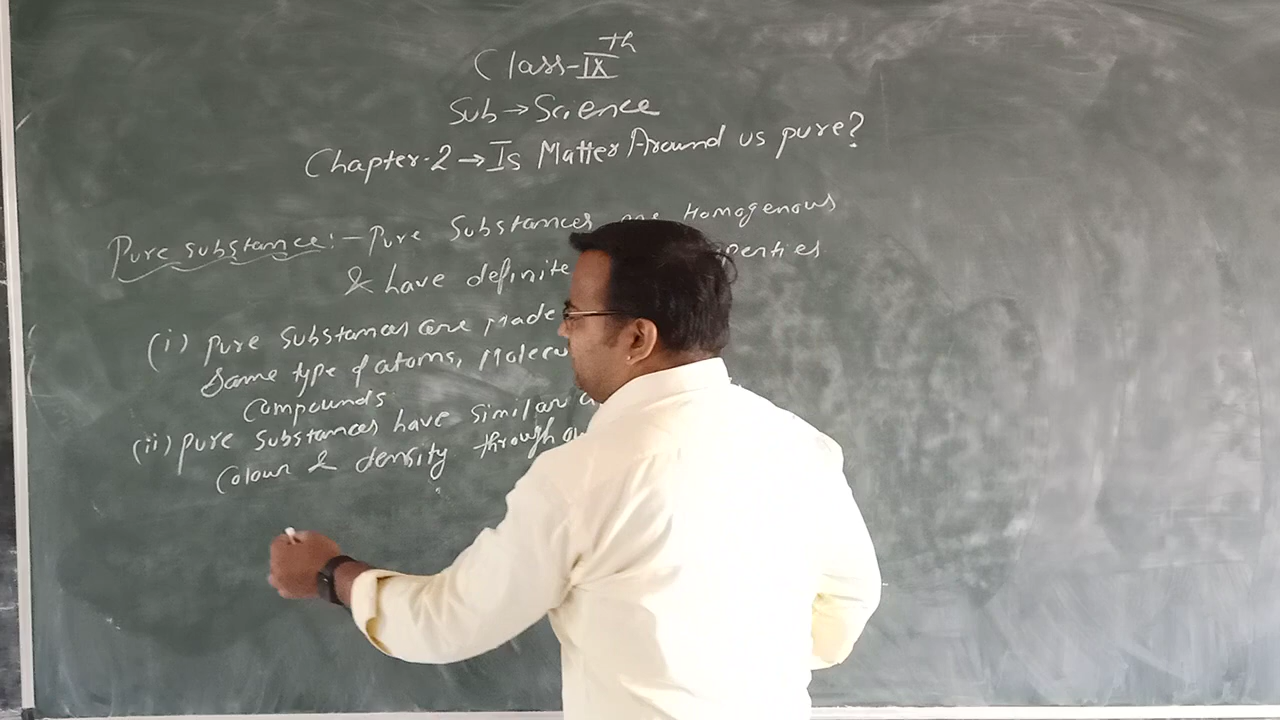 Class-IXth
Sub→Science
Chapter-2→Is Matter Around us pure?
Pure substance:- Pure Substances are Homogenous
& have definite
(i) Pure Substances are Made
Same type of atoms,
Compounds
(ii) Pure Substances have Similar
Colour & density through